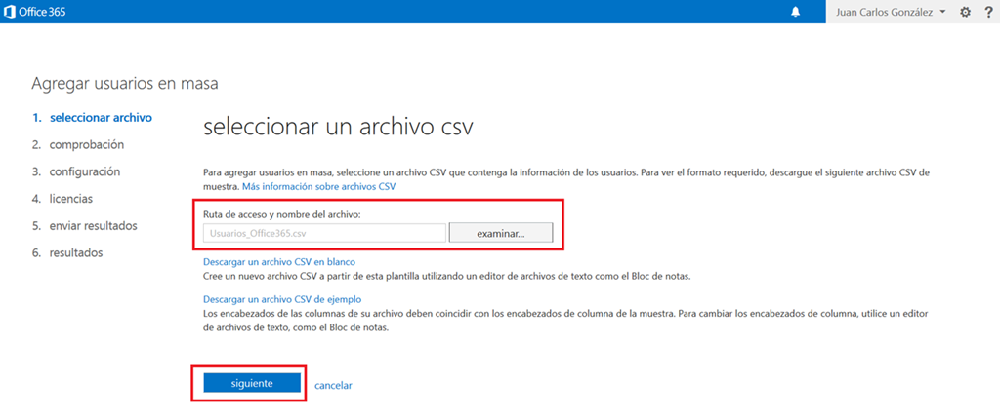 Office 365
Juan Carlos González
?
Agregar usuarios en masa
1. seleccionar archivo
2. comprobación
3. configuración
4. licencias
5. enviar resultados
6. resultados
seleccionar un archivo csv
Para agregar usuarios en masa, seleccione un archivo CSV que contenga la información de los usuarios. Para ver el formato requerido, descargue el siguiente archivo CSV de
muestra. Más información sobre archivos CSV
Ruta de acceso y nombre del archivo:
Usuarios_Office365.csv
examinar...
Descargar un archivo CSV en blanco
Cree un nuevo archivo CSV a partir de esta plantilla utilizando un editor de archivos de texto como el Bloc de notas.
Descargar un archivo CSV de ejemplo
Los encabezados de las columnas de su archivo deben coincidir con los encabezados de columna de la muestra. Para cambiar los encabezados de columna, utilice un editor
de archivos de texto, como el Bloc de notas.
siguiente
cancelar